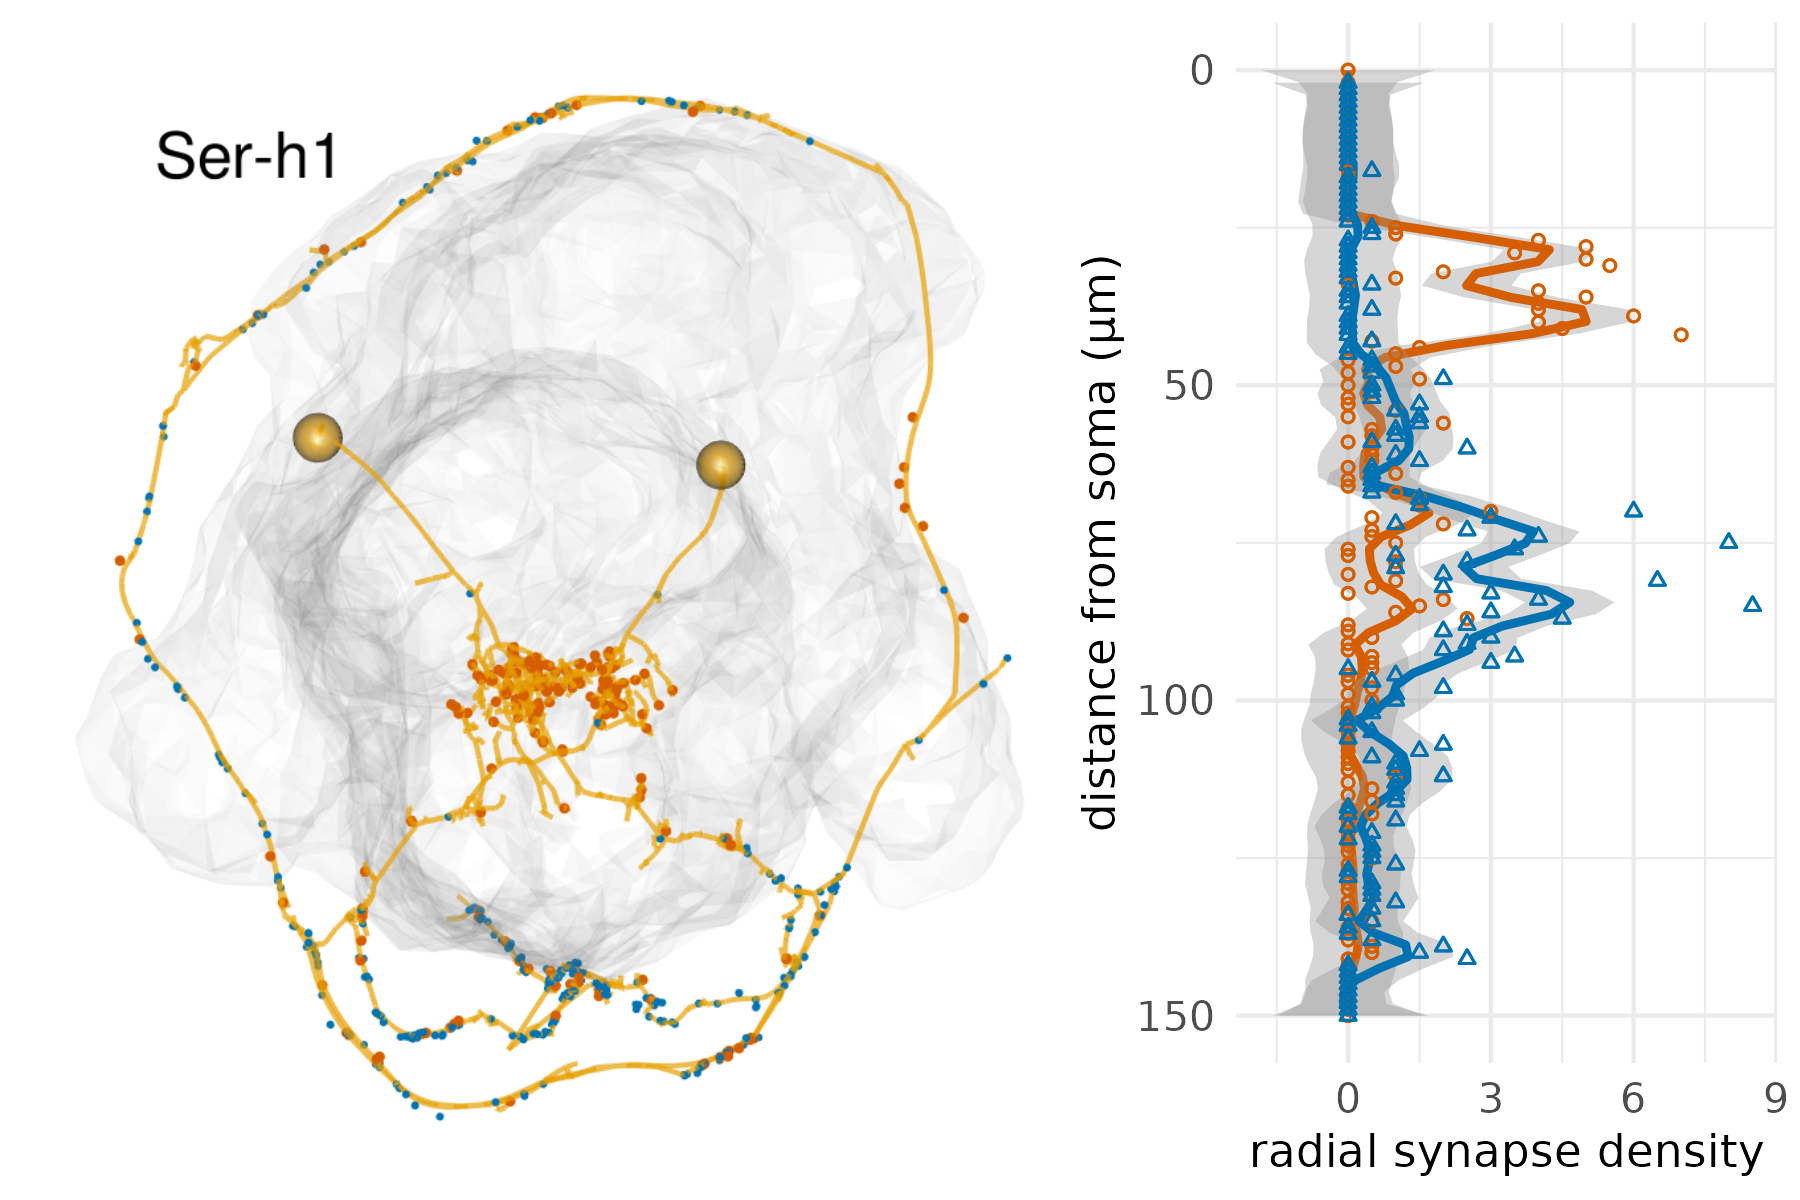 Ser-h1
distance from soma (µm)
0
50
100
150
0 3 6 9
radial synapse density